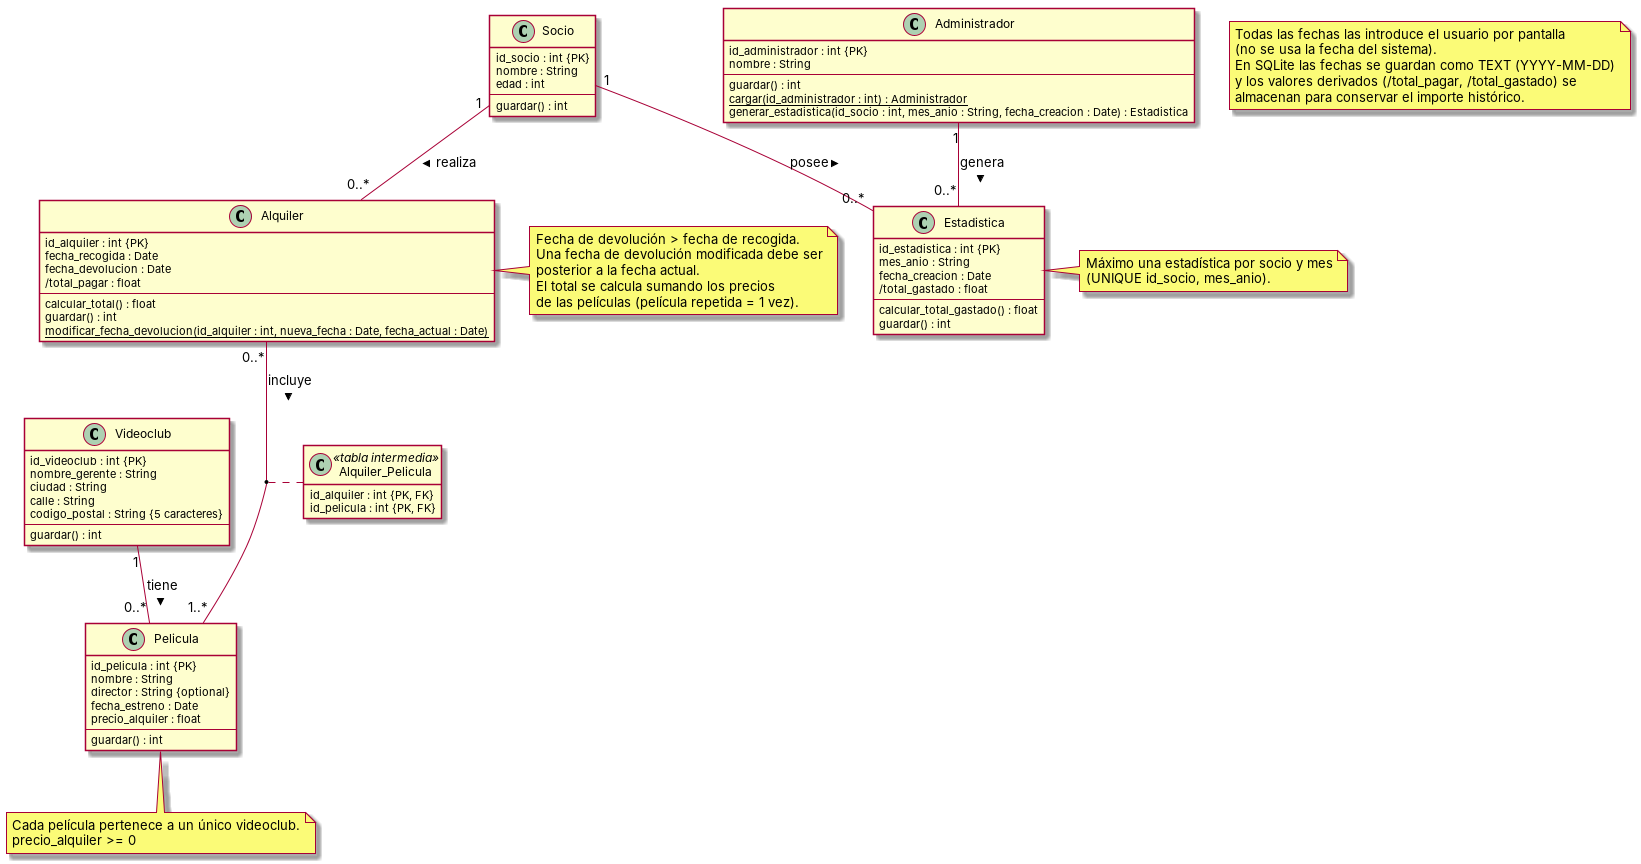 C Socio
id_socio : int {PK}
nombre : String
edad : int
guardar() : int
C Administrador
id_administrador : int {PK}
nombre : String
guardar() : int
cargar(id_administrador : int) : Administrador
generar_estadistica(id_socio : int, mes_anio : String, fecha_creacion : Date) : Estadistica
Todas las fechas las introduce el usuario por pantalla
(no se usa la fecha del sistema).
En SQLite las fechas se guardan como TEXT (YYYY-MM-DD)
y los valores derivados (/total_pagar, /total_gastado) se
almacenan para conservar el importe histórico.
1
realiza
0..*
1
posee
0..*
1
genera
0..*
C Alquiler
id_alquiler : int {PK}
fecha_recogida : Date
fecha_devolucion : Date
/total_pagar : float
calcular_total() : float
guardar() : int
modificar_fecha_devolucion(id_alquiler : int, nueva_fecha : Date, fecha_actual : Date)
Fecha de devolución > fecha de recogida.
Una fecha de devolución modificada debe ser
posterior a la fecha actual.
El total se calcula sumando los precios
de las películas (película repetida = 1 vez).
C Estadistica
id_estadistica : int {PK}
mes_anio : String
fecha_creacion : Date
/total_gastado : float
calcular_total_gastado() : float
guardar() : int
Máximo una estadística por socio y mes
(UNIQUE id_socio, mes_anio).
0..*
incluye
C Videoclub
id_videoclub : int {PK}
nombre_gerente : String
ciudad : String
calle : String
codigo_postal : String {5 caracteres}
guardar() : int
C «tabla intermedia»
Alquiler_Pelicula
id_alquiler : int {PK, FK}
id_pelicula : int {PK, FK}
1
tiene
0..*
1..*
C Pelicula
id_pelicula : int {PK}
nombre : String
director : String {optional}
fecha_estreno : Date
precio_alquiler : float
guardar() : int
Cada película pertenece a un único videoclub.
precio_alquiler >= 0